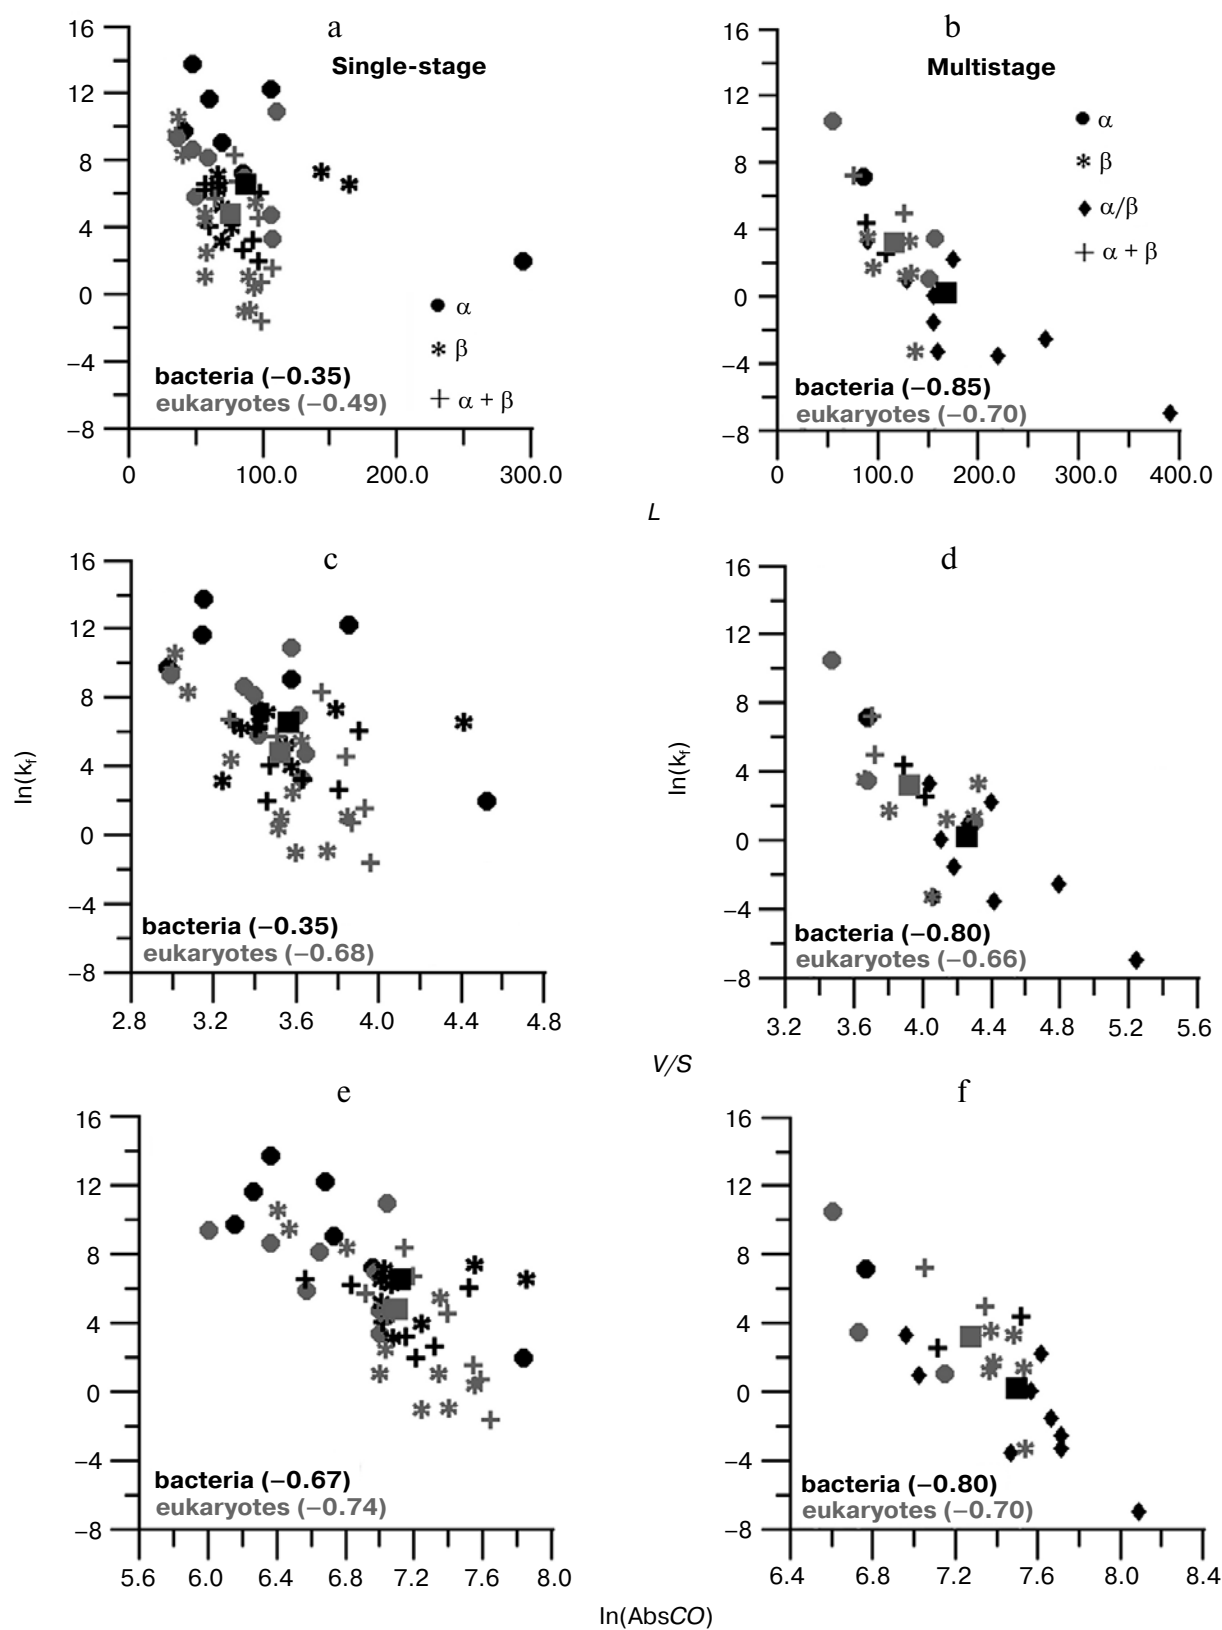 a
Single-stage
16
12
8
4
0
−4
−8
α
β
α + β
bacteria (−0.35)
eukaryotes (−0.49)
0
100.0
200.0
300.0
b
Multistage
16
12
8
4
0
−4
−8
α
β
α/β
α + β
bacteria (−0.85)
eukaryotes (−0.70)
0
100.0
200.0
300.0
400.0
L
c
16
12
8
4
0
−4
−8
ln(kf)
bacteria (−0.35)
eukaryotes (−0.68)
2.8
3.2
3.6
4.0
4.4
4.8
d
16
12
8
4
0
−4
−8
ln(kf)
bacteria (−0.80)
eukaryotes (−0.66)
3.2
3.6
4.0
4.4
4.8
5.2
5.6
V/S
e
16
12
8
4
0
−4
−8
bacteria (−0.67)
eukaryotes (−0.74)
5.6
6.0
6.4
6.8
7.2
7.6
8.0
f
16
12
8
4
0
−4
−8
bacteria (−0.80)
eukaryotes (−0.70)
6.4
6.8
7.2
7.6
8.0
8.4
ln(AbsCO)